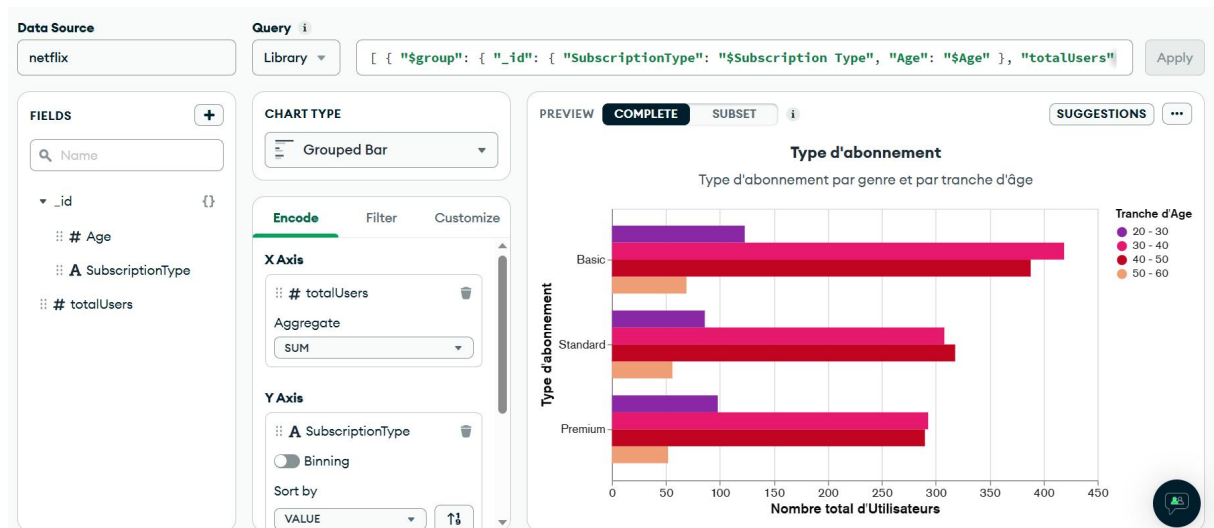 Data Source
netflix
Query i
Library
[ { "$group": { "_id": { "SubscriptionType": "$Subscription Type", "Age": "$Age" }, "totalUsers"
Apply
FIELDS
+
Name
_id {}
# Age
A SubscriptionType
# totalUsers
CHART TYPE
Grouped Bar
Encode Filter Customize
X Axis
# totalUsers
Aggregate
SUM
Y Axis
A SubscriptionType
Binning
Sort by
VALUE
PREVIEW COMPLETE SUBSET i
SUGGESTIONS ...
Type d'abonnement
Type d'abonnement par genre et par tranche d'âge
Tranche d'Age
20 - 30
30 - 40
40 - 50
50 - 60
Type d'abonnement
Basic
Standard
Premium
0 50 100 150 200 250 300 350 400 450
Nombre total d'Utilisateurs